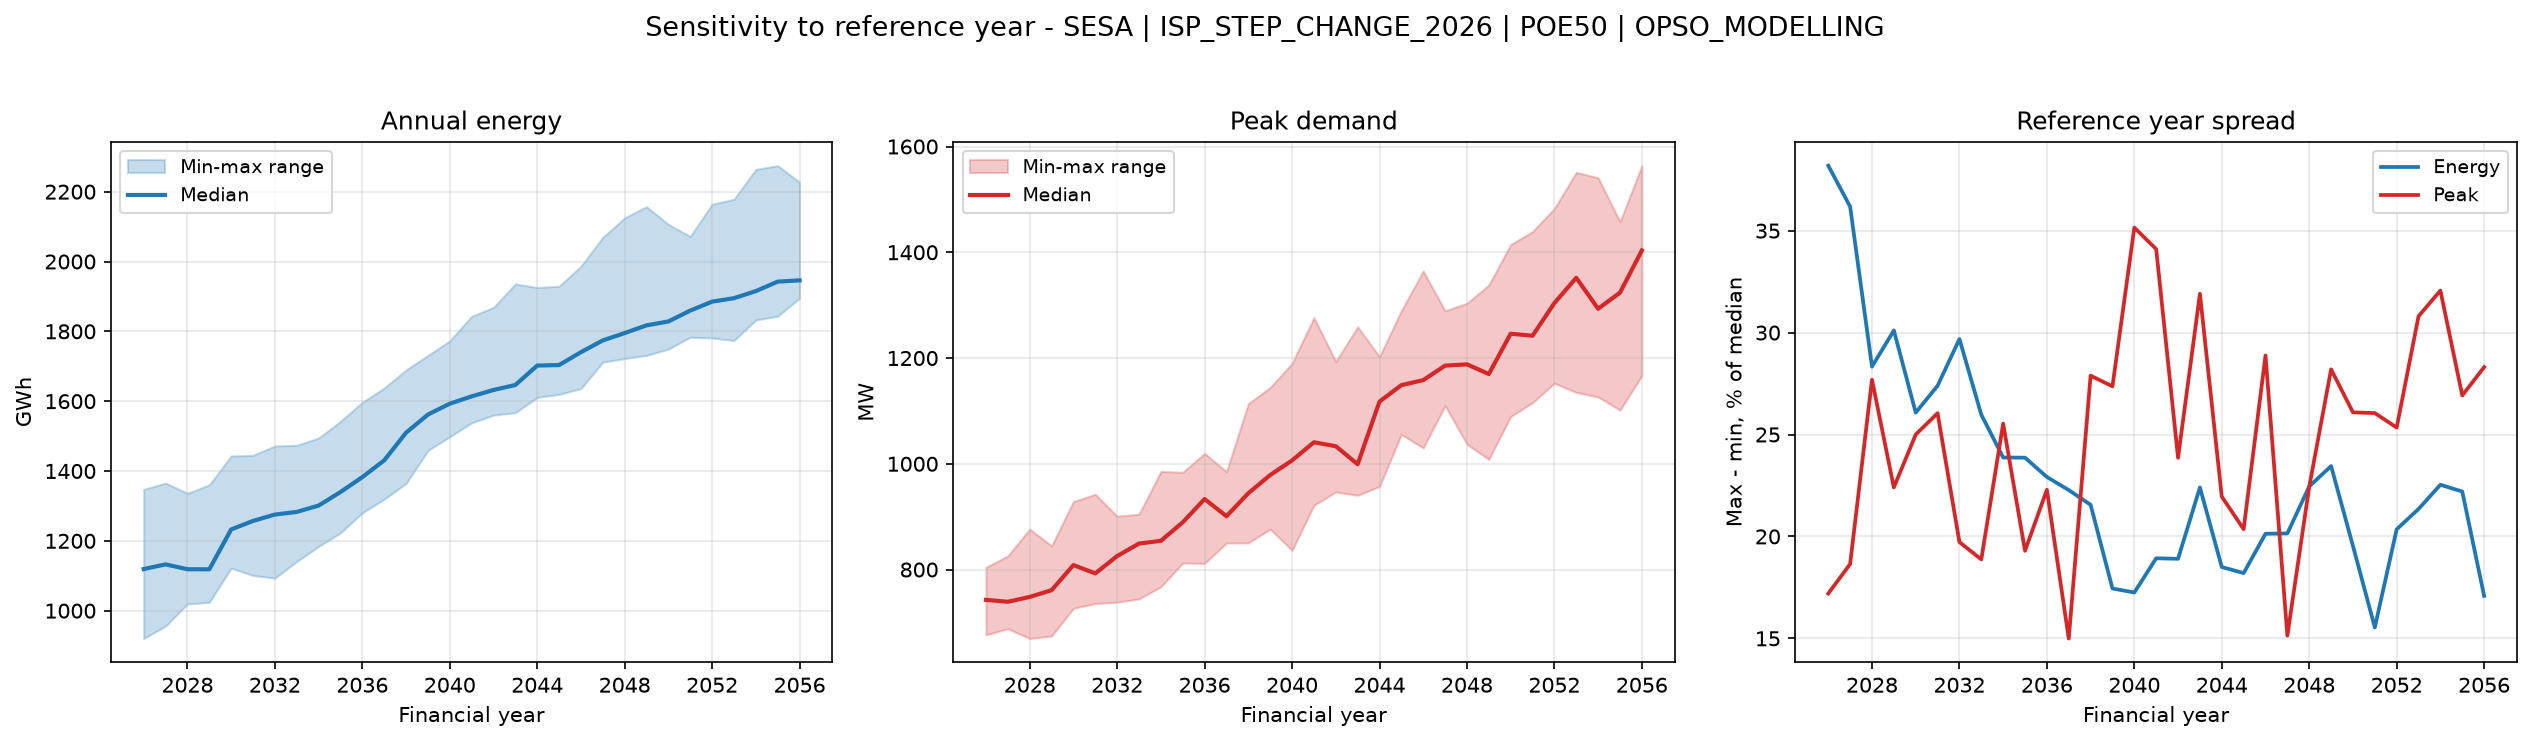 Sensitivity to reference year - SESA | ISP_STEP_CHANGE_2026 | POE50 | OPSO_MODELLING
Annual energy
Min-max range
Median
GWh
2200
2000
1800
1600
1400
1200
1000
2028 2032 2036 2040 2044 2048 2052 2056
Financial year
Peak demand
Min-max range
Median
MW
1600
1400
1200
1000
800
2028 2032 2036 2040 2044 2048 2052 2056
Financial year
Reference year spread
Energy
Peak
Max - min, % of median
35
30
25
20
15
2028 2032 2036 2040 2044 2048 2052 2056
Financial year